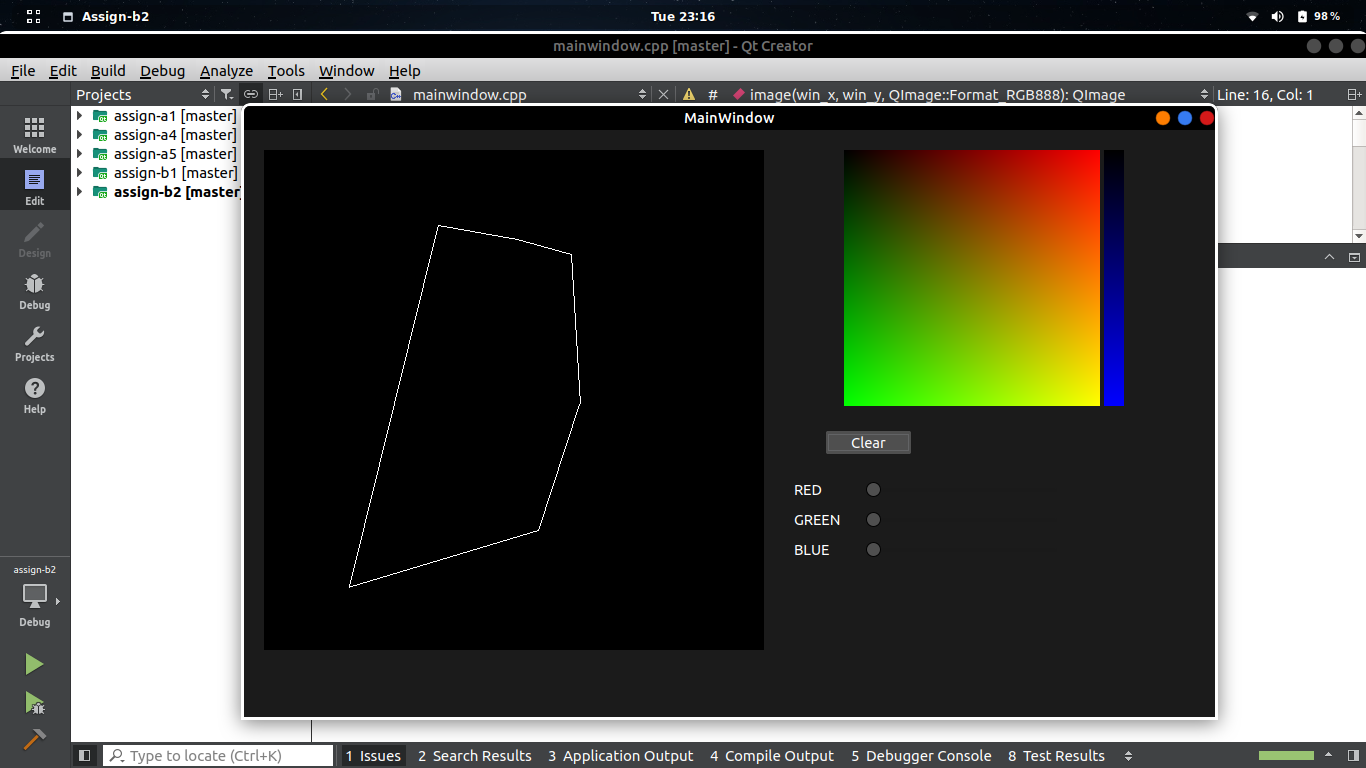 Assign-b2
Tue 23:16
98%
mainwindow.cpp [master] - Qt Creator
File Edit Build Debug Analyze Tools Window Help
Projects
mainwindow.cpp
#
image(win_x, win_y, QImage::Format_RGB888): QImage
Line: 16, Col: 1
Welcome
Edit
Design
Debug
Projects
Help
assign-b2
Debug
assign-a1 [master]
assign-a4 [master]
assign-a5 [master]
assign-b1 [master]
assign-b2 [master]
MainWindow
Clear
RED
GREEN
BLUE
Type to locate (Ctrl+K)
1 Issues 2 Search Results 3 Application Output 4 Compile Output 5 Debugger Console 8 Test Results